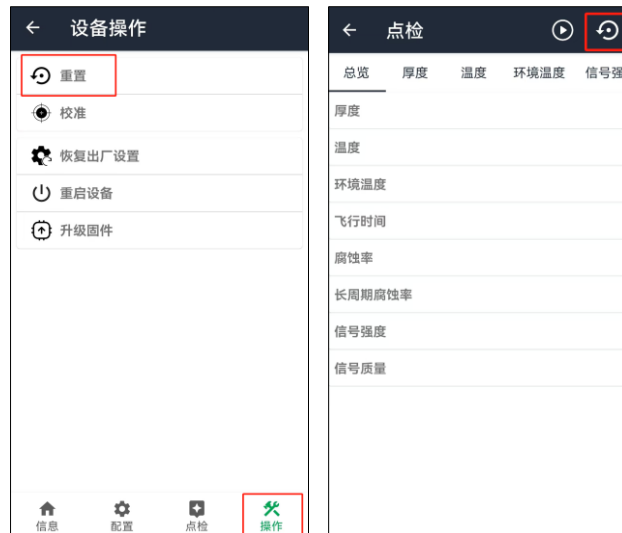 设备操作
重置
校准
恢复出厂设置
重启设备
升级固件
信息 配置 点检 操作
点检
总览 厚度 温度 环境温度 信号强
厚度
温度
环境温度
飞行时间
腐蚀率
长周期腐蚀率
信号强度
信号质量